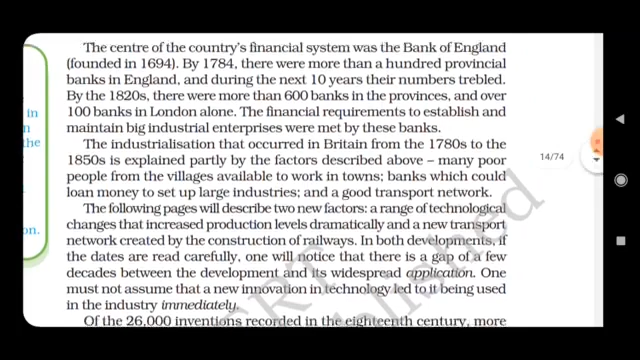 The centre of the country's financial system was the Bank of England
(founded in 1694). By 1784, there were more than a hundred provincial
banks in England, and during the next 10 years their numbers trebled.
By the 1820s, there were more than 600 banks in the provinces, and over
100 banks in London alone. The financial requirements to establish and
maintain big industrial enterprises were met by these banks.
The industrialisation that occurred in Britain from the 1780s to the
1850s is explained partly by the factors described above – many poor
people from the villages available to work in towns; banks which could
loan money to set up large industries; and a good transport network.
The following pages will describe two new factors: a range of technological
changes that increased production levels dramatically and a new transport
network created by the construction of railways. In both developments, if
the dates are read carefully, one will notice that there is a gap of a few
decades between the development and its widespread application. One
must not assume that a new innovation in technology led to it being used
in the industry immediately.
Of the 26,000 inventions recorded in the eighteenth century, more
in
the
on.
14/74